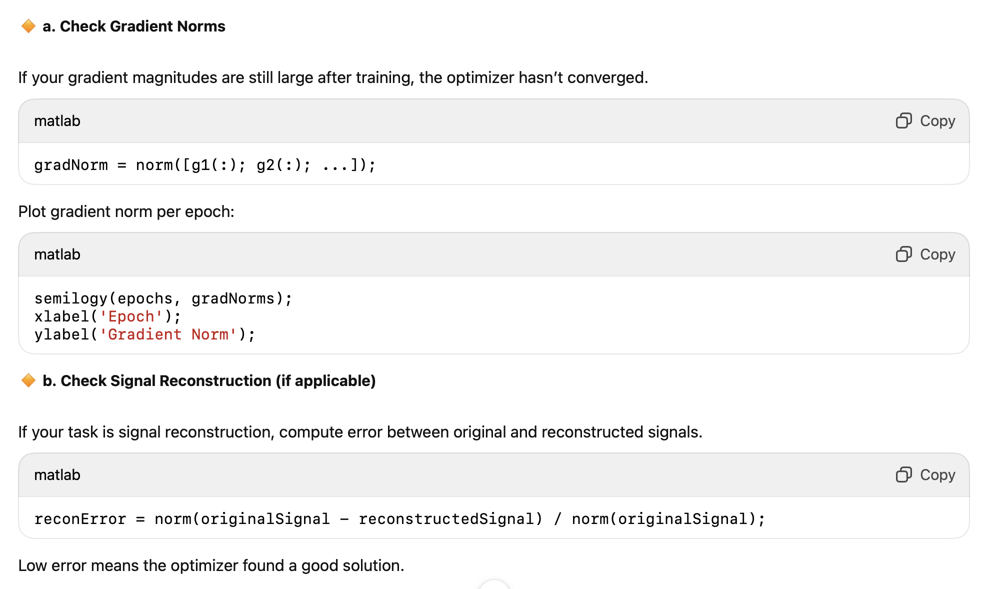 🔸 a. Check Gradient Norms
If your gradient magnitudes are still large after training, the optimizer hasn’t converged.
matlab
Copy
gradNorm = norm([g1(:); g2(:); ...]);
Plot gradient norm per epoch:
matlab
Copy
semilogy(epochs, gradNorms);
xlabel('Epoch');
ylabel('Gradient Norm');
🔸 b. Check Signal Reconstruction (if applicable)
If your task is signal reconstruction, compute error between original and reconstructed signals.
matlab
Copy
reconError = norm(originalSignal - reconstructedSignal) / norm(originalSignal);
Low error means the optimizer found a good solution.